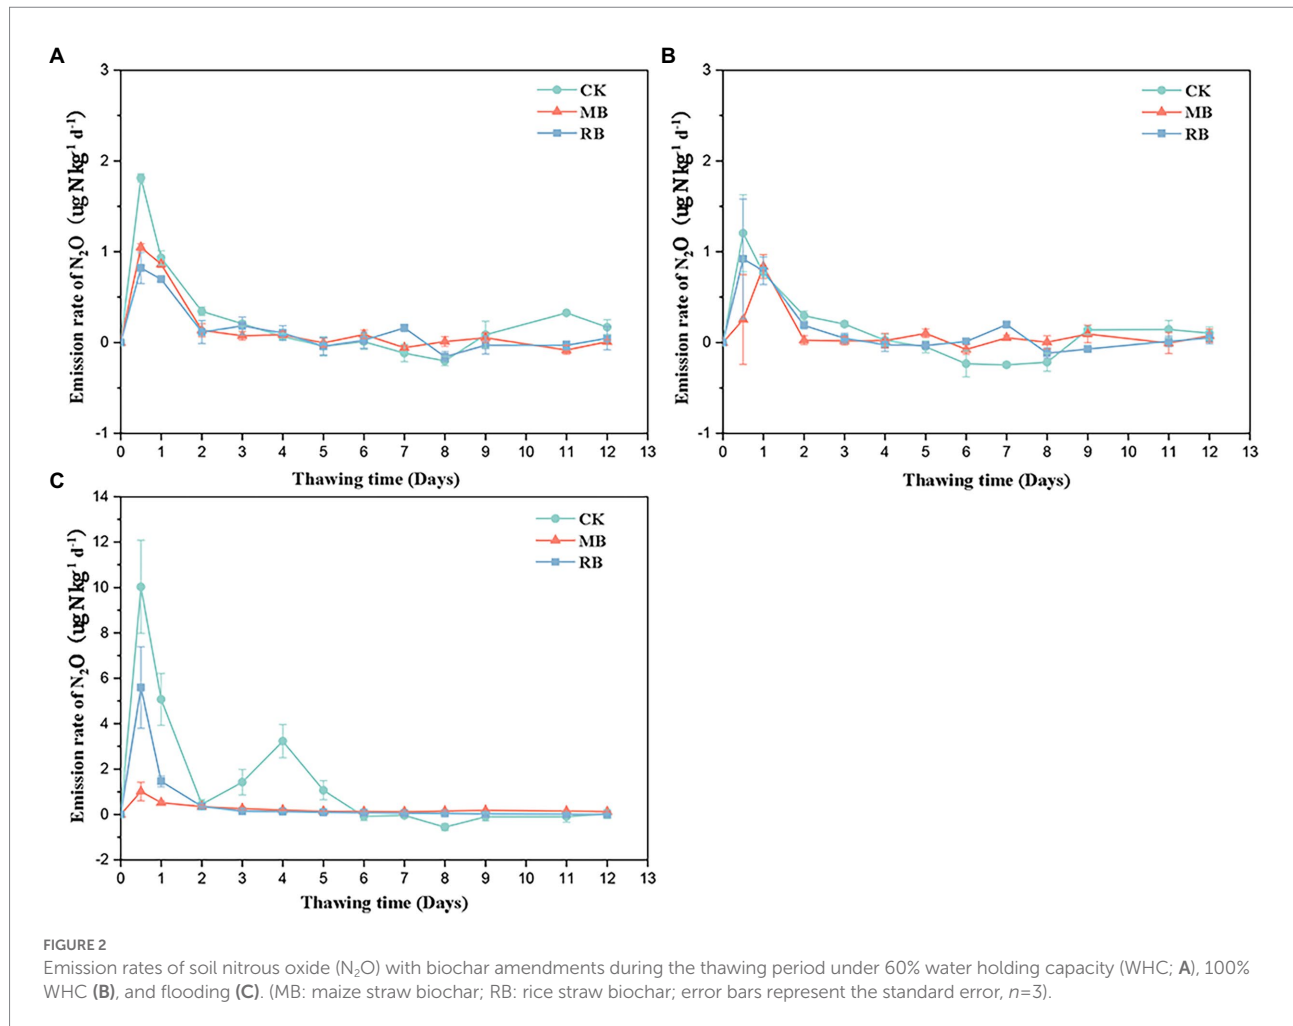 A
3
2
1
0
-1
Emission rate of N₂O (ug N kg⁻¹ d⁻¹)
CK
MB
RB
0 1 2 3 4 5 6 7 8 9 11 12 13
Thawing time (Days)
B
3
2
1
0
-1
Emission rate of N₂O (ug N kg⁻¹ d⁻¹)
CK
MB
RB
0 1 2 3 4 5 6 7 8 9 11 12 13
Thawing time (Days)
C
14
12
10
8
6
4
2
0
-2
Emission rate of N₂O (ug N kg⁻¹ d⁻¹)
CK
MB
RB
0 1 2 3 4 5 6 7 8 9 11 12 13
Thawing time (Days)
FIGURE 2
Emission rates of soil nitrous oxide (N₂O) with biochar amendments during the thawing period under 60% water holding capacity (WHC; A), 100%
WHC (B), and flooding (C). (MB: maize straw biochar; RB: rice straw biochar; error bars represent the standard error, n=3).